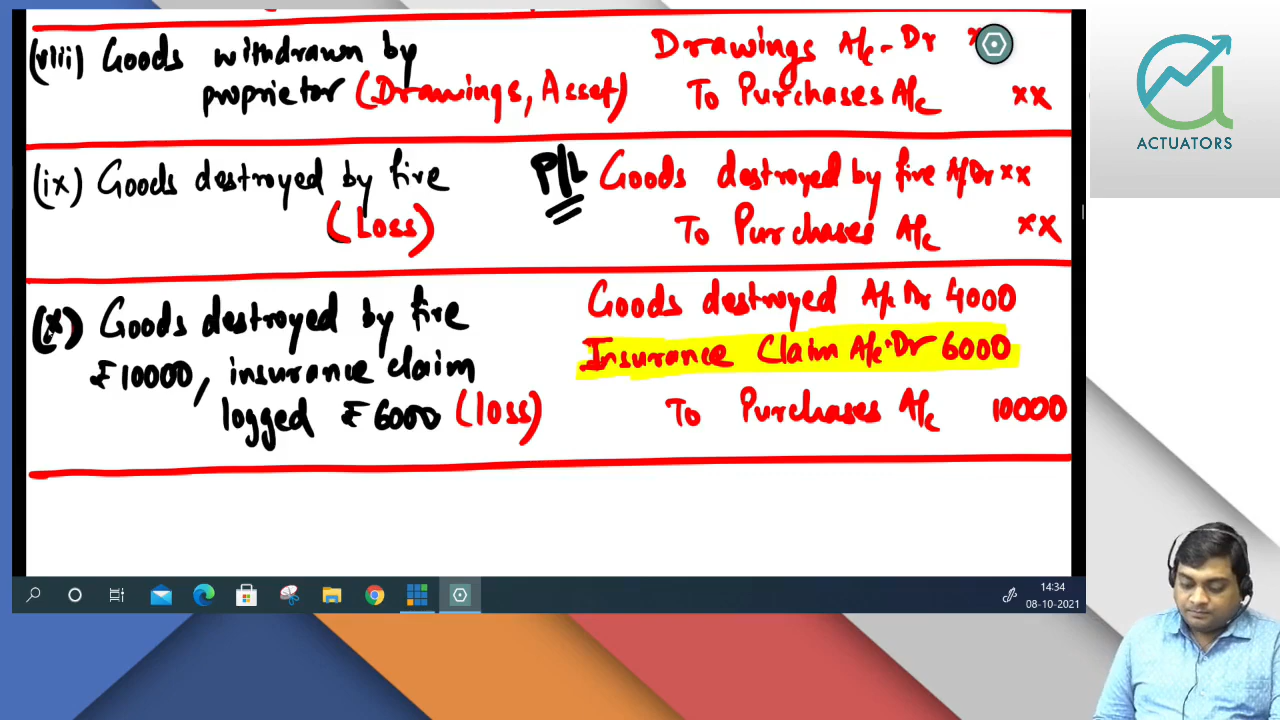 (viii) Goods withdrawn by Drawings A/c - Dr
proprietor (Drawings, Asset) To Purchases A/c xx
(ix) Goods destroyed by fire P/L Goods destroyed by fire A/Dr xx
(Loss) To Purchases A/c xx
(x) Goods destroyed by fire Goods destroyed A/c Dr 4000
₹10000, insurance claim Insurance Claim A/c. Dr 6000
logged ₹6000 (loss) To Purchases A/c 10000
ACTUATORS
14:34
08-10-2021